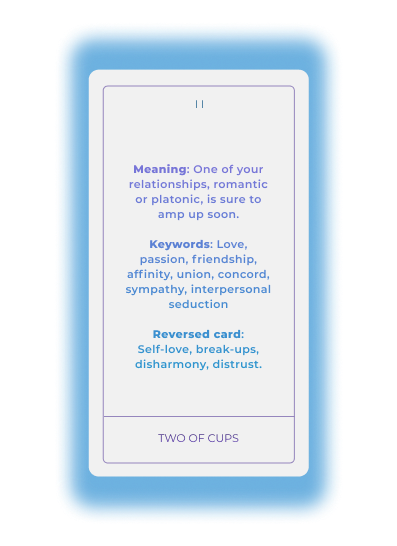 II
Meaning: One of your
relationships, romantic
or platonic, is sure to
amp up soon.
Keywords: Love,
passion, friendship,
affinity, union, concord,
sympathy, interpersonal
seduction
Reversed card:
Self-love, break-ups,
disharmony, distrust.
TWO OF CUPS